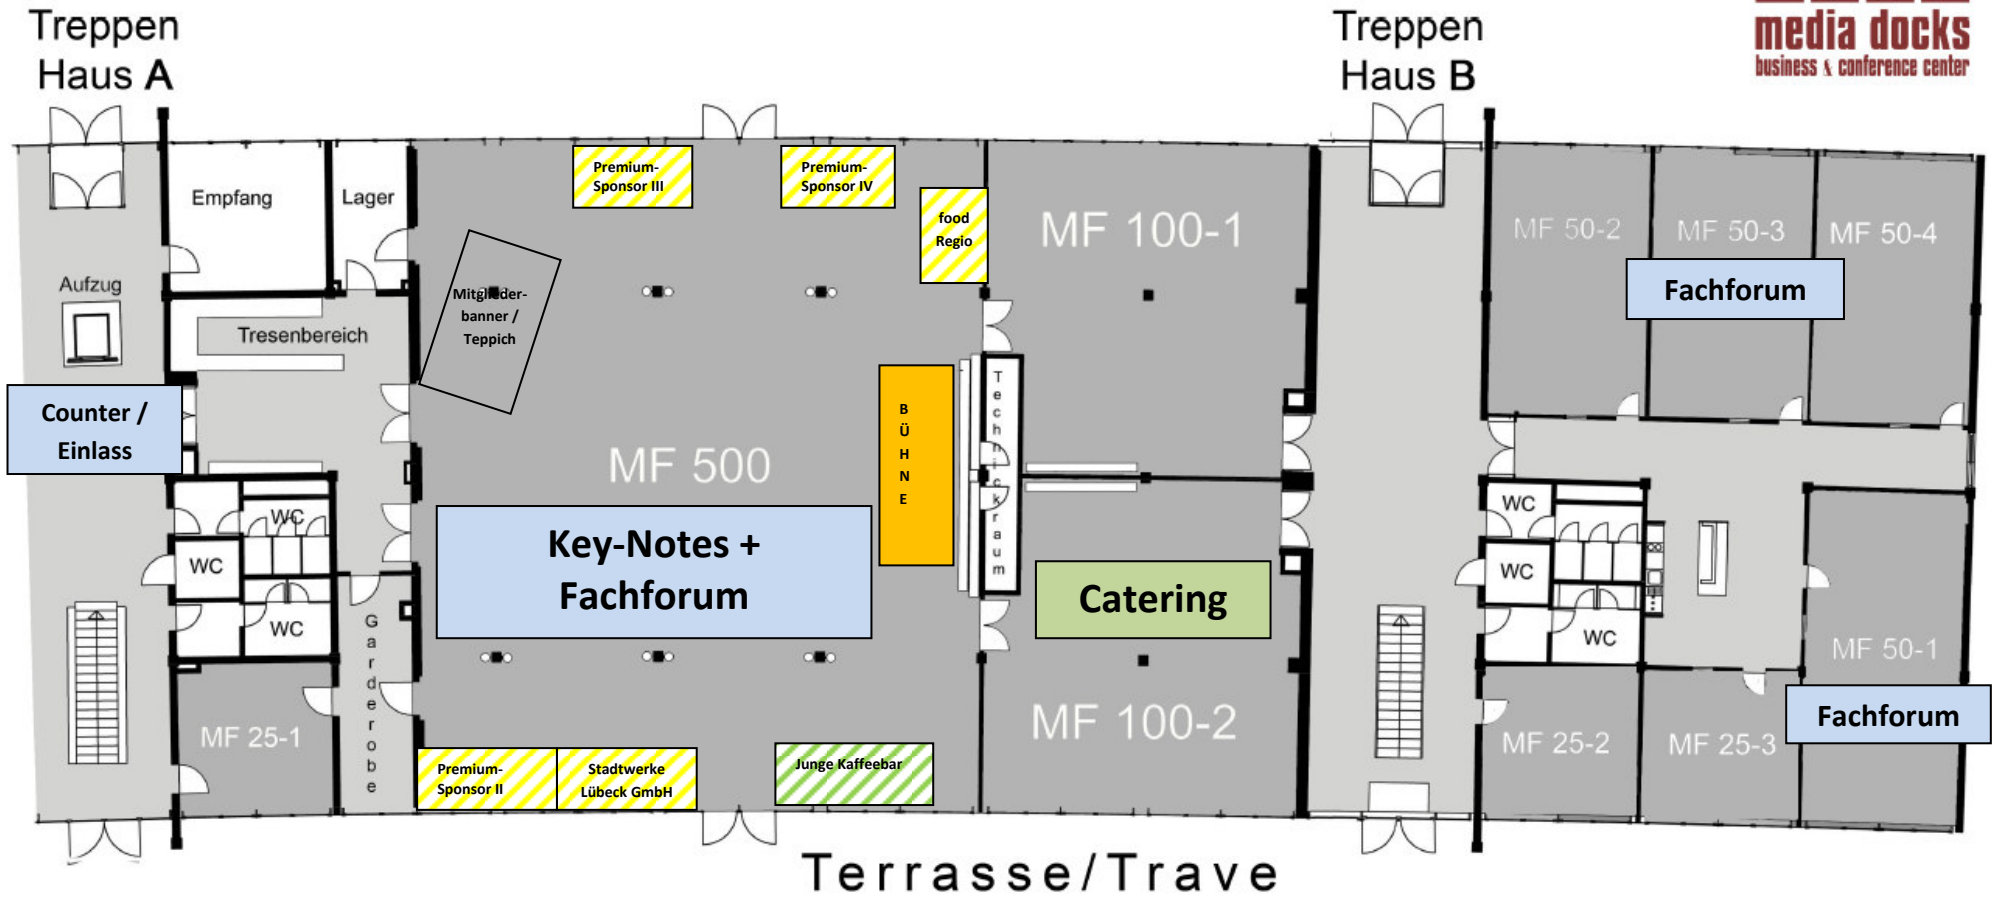 Treppen
Haus A
Treppen
Haus B
media docks
business & conference center
Empfang
Lager
Premium-
Sponsor III
Premium-
Sponsor IV
food
Regio
MF 100-1
MF 50-2
MF 50-3
MF 50-4
Fachforum
Aufzug
Tresenbereich
Mitglieder-
banner /
Teppich
Counter /
Einlass
BÜHNE
Technickraum
MF 500
Key-Notes +
Fachforum
Catering
WC
WC
WC
WC
WC
WC
Garderobe
MF 25-1
MF 100-2
MF 50-1
Fachforum
MF 25-2
MF 25-3
Premium-
Sponsor II
Stadtwerke
Lübeck GmbH
Junge Kaffeebar
Terrasse/Trave